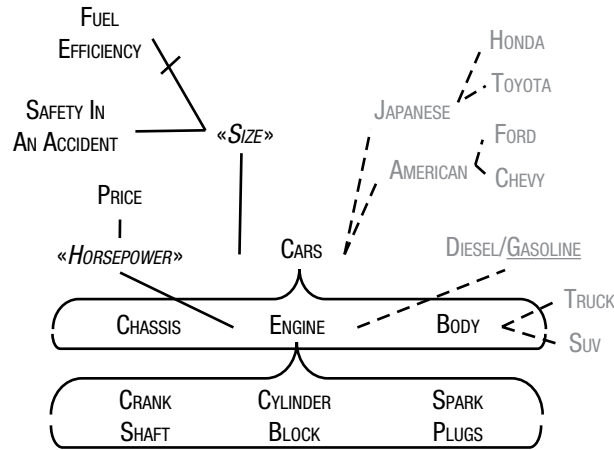 FUEL
EFFICIENCY
HONDA
TOYOTA
SAFETY IN
AN ACCIDENT
«SIZE»
JAPANESE
FORD
AMERICAN
CHEVY
PRICE
«HORSEPOWER»
CARS
DIESEL/GASOLINE
TRUCK
CHASSIS ENGINE BODY
SUV
CRANK CYLINDER SPARK
SHAFT BLOCK PLUGS